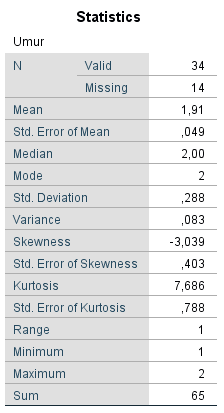 Statistics
Umur
N Valid 34
Missing 14
Mean 1,91
Std. Error of Mean ,049
Median 2,00
Mode 2
Std. Deviation ,288
Variance ,083
Skewness -3,039
Std. Error of Skewness ,403
Kurtosis 7,686
Std. Error of Kurtosis ,788
Range 1
Minimum 1
Maximum 2
Sum 65